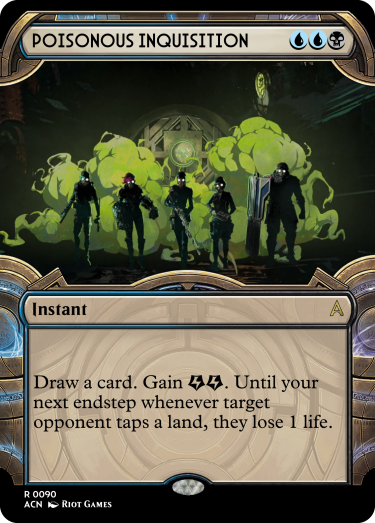 POISONOUS INQUISITION
Instant
Draw a card. Gain . Until your
next endstep whenever target
opponent taps a land, they lose 1 life.
R 0090
ACN RIOT GAMES